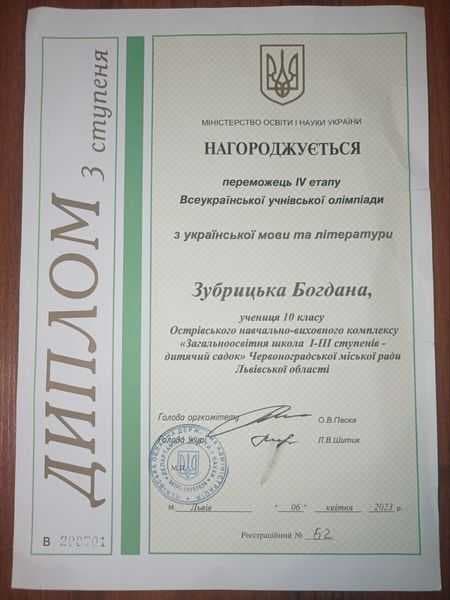 ДИПЛОМ 3 ступеня
МІНІСТЕРСТВО ОСВІТИ І НАУКИ УКРАЇНИ
НАГОРОДЖУЄТЬСЯ
переможець IV етапу
Всеукраїнської учнівської олімпіади
з української мови та літератури
Зубрицька Богдана,
учениця 10 класу
Острівського навчально-виховного комплексу
«Загальноосвітня школа I-III ступенів -
дитячий садок» Червоноградської міської ради
Львівської області
Голова оргкомітету О.В.Паска
Голова журі Л.В.Шитик
М.П.
м. Львів " 06 " квітня 2023 р.
Реєстраційний № 52
В